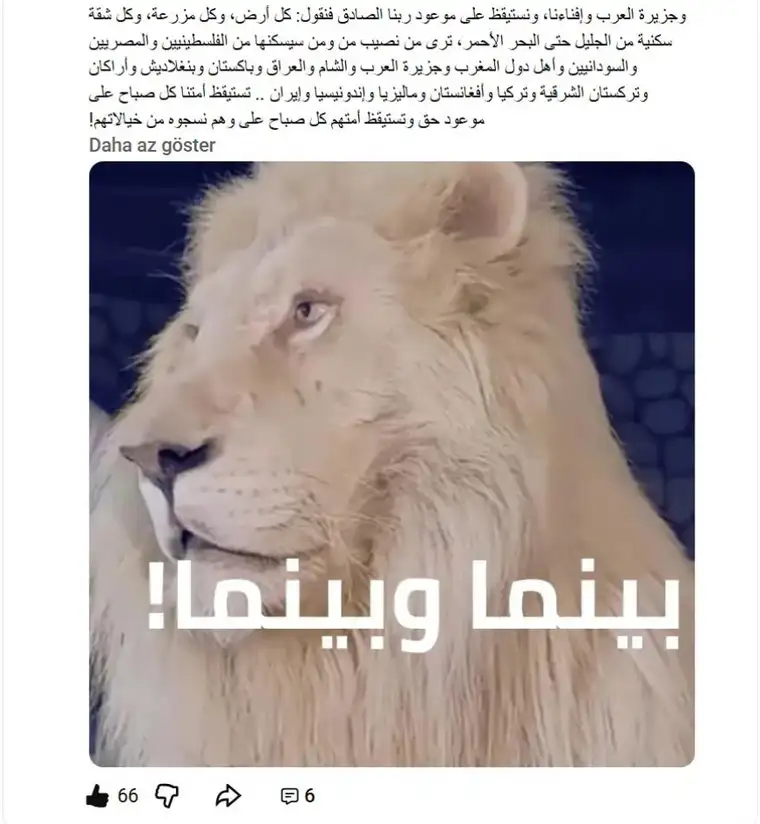 وجزيرة العرب وإفناءنا، ونستيقظ على موعود ربنا الصادق فنقول: كل أرض، وكل مزرعة، وكل شقة
سكنية من الجليل حتى البحر الأحمر، ترى من نصيب من ومن سيسكنها من الفلسطينيين والمصريين
والسودانيين وأهل دول المغرب وجزيرة العرب والشام والعراق وباكستان وبنغلاديش وأراكان
وتركستان الشرقية وتركيا وأفغانستان وماليزيا وإندونيسيا وإيران .. تستيقظ أمتنا كل صباح على
موعود حق وتستيقظ أمتهم كل صباح على وهم نسجوه من خيالاتهم!
Daha az göster
بينما وبينما!
66
6